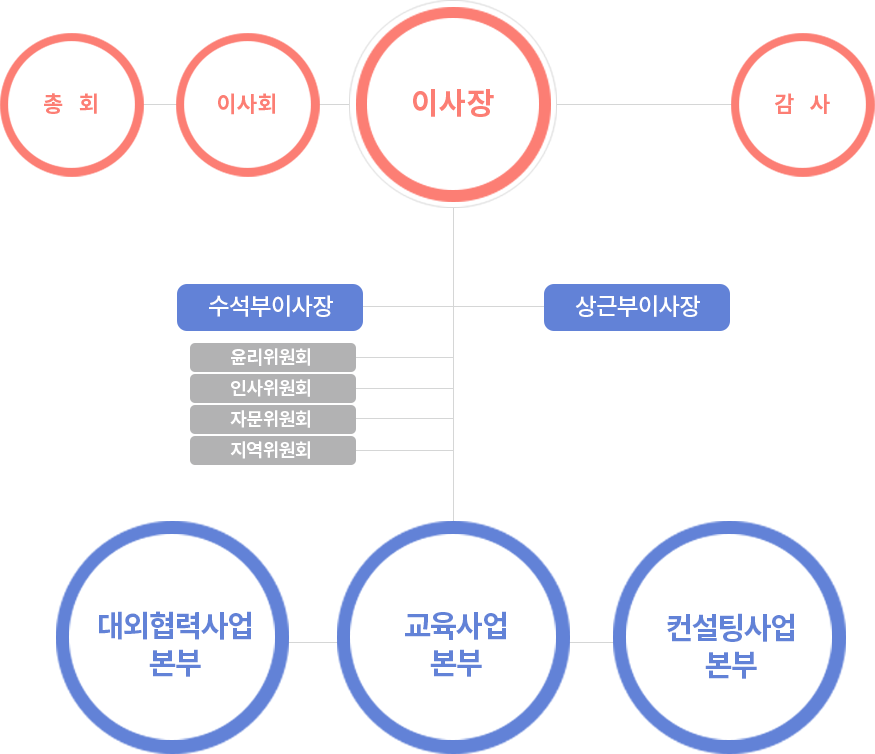 총 회
이사회
이사장
감 사
수석부이사장
상근부이사장
윤리위원회
인사위원회
자문위원회
지역위원회
대외협력사업
본부
교육사업
본부
컨설팅사업
본부